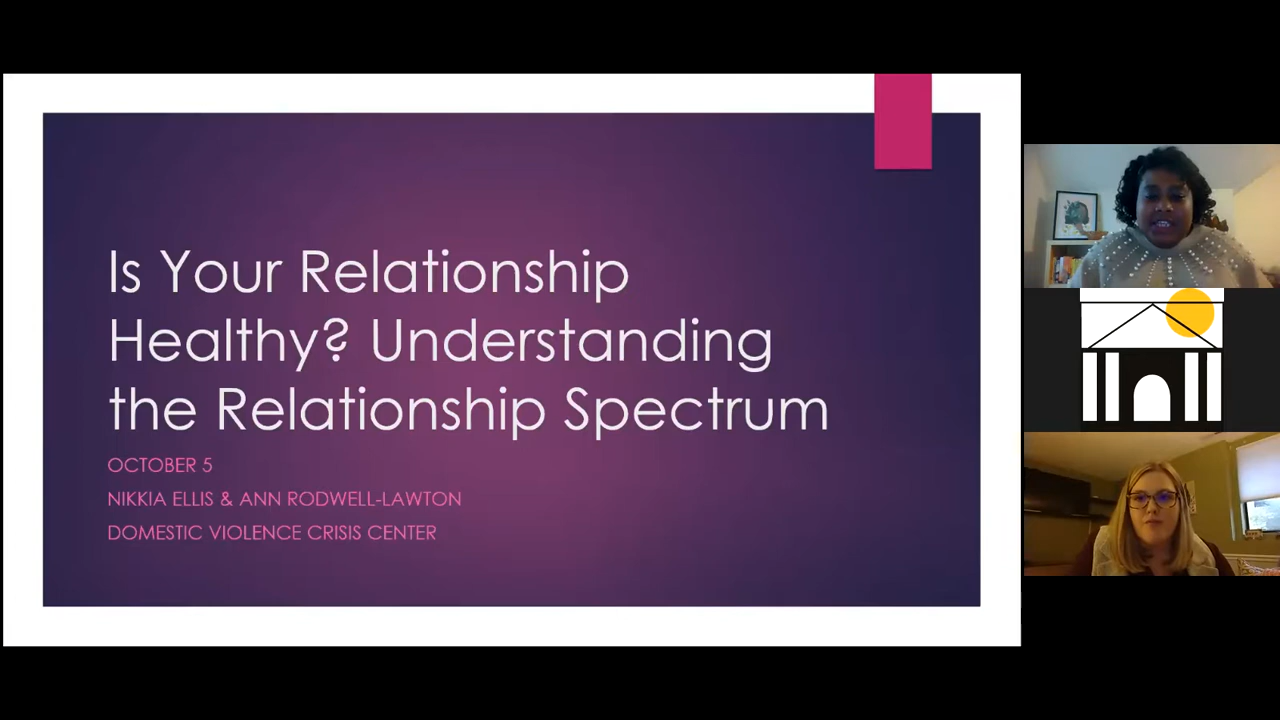 Is Your Relationship
Healthy? Understanding
the Relationship Spectrum
OCTOBER 5
NIKKIA ELLIS & ANN RODWELL-LAWTON
DOMESTIC VIOLENCE CRISIS CENTER